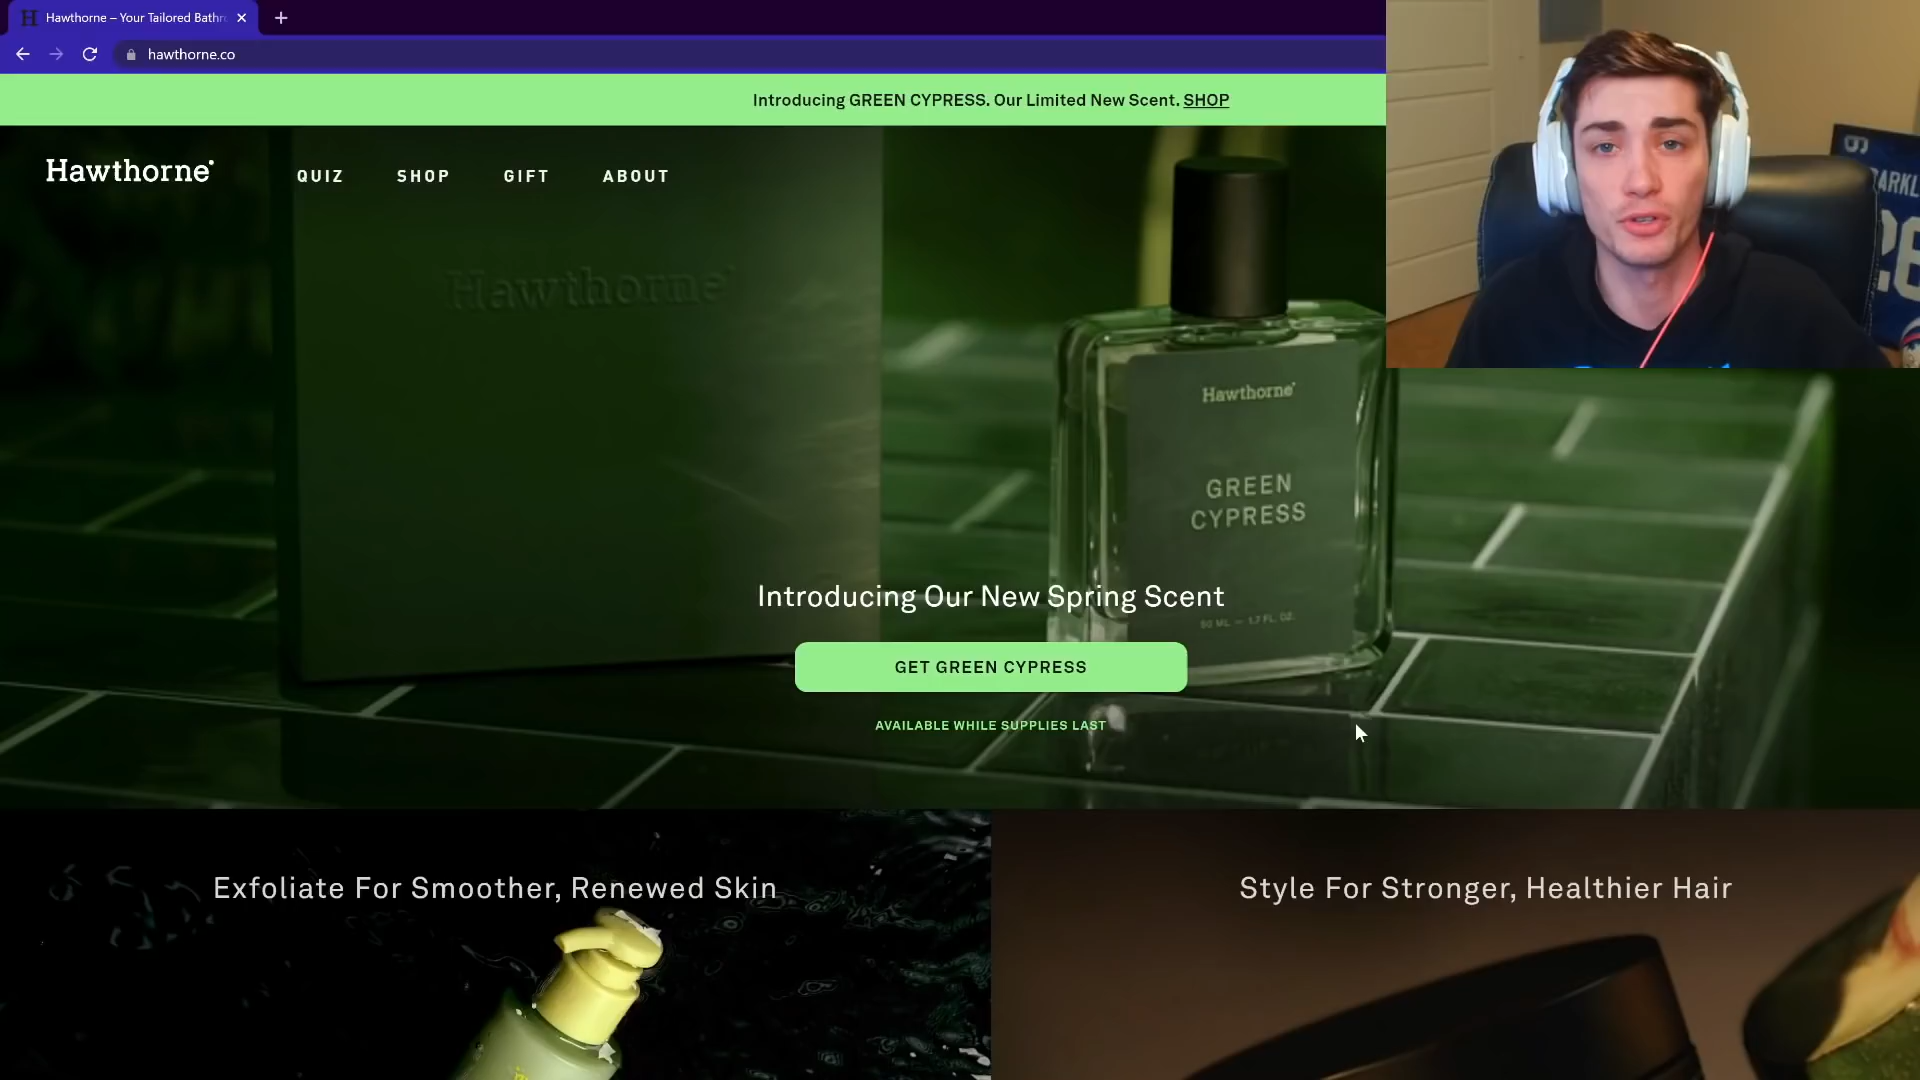 Hawthorne – Your Tailored Bathr
hawthorne.co
Introducing GREEN CYPRESS. Our Limited New Scent. SHOP
Hawthorne
QUIZ
SHOP
GIFT
ABOUT
Hawthorne
Hawthorne
GREEN
CYPRESS
50 ML — 1.7 FL. OZ.
Introducing Our New Spring Scent
GET GREEN CYPRESS
AVAILABLE WHILE SUPPLIES LAST
Exfoliate For Smoother, Renewed Skin
Style For Stronger, Healthier Hair
26